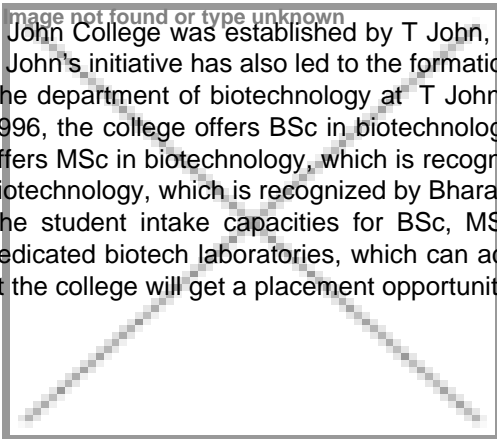 Image not found or type unknown
John College was established by T John,
John's initiative has also led to the formatic
he department of biotechnology at T John
996, the college offers BSc in biotechnolog
ffers MSc in biotechnology, which is recogn
iotechnology, which is recognized by Bhara
he student intake capacities for BSc, MS
edicated biotech laboratories, which can ac
t the college will get a placement opportunit